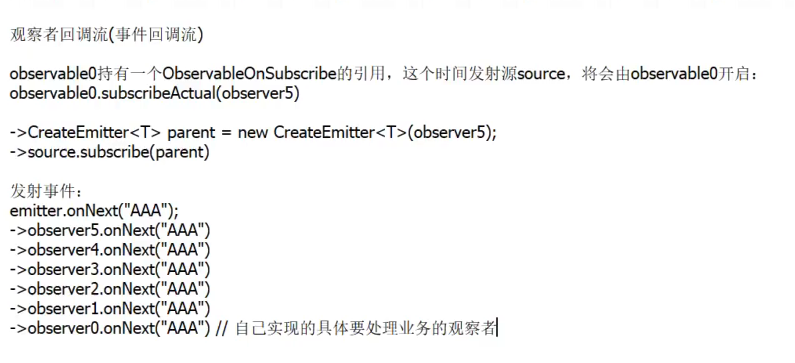 观察者回调流(事件回调流)
observable0持有一个ObservableOnSubscribe的引用，这个时间发射源source，将会由observable0开启：
observable0.subscribeActual(observer5)
->CreateEmitter<T> parent = new CreateEmitter<T>(observer5);
->source.subscribe(parent)
发射事件：
emitter.onNext("AAA");
->observer5.onNext("AAA")
->observer4.onNext("AAA")
->observer3.onNext("AAA")
->observer2.onNext("AAA")
->observer1.onNext("AAA")
->observer0.onNext("AAA") // 自己实现的具体要处理业务的观察者